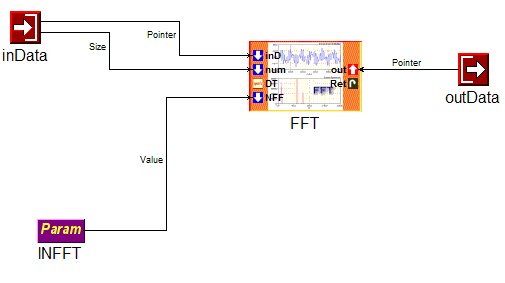 inData
Pointer
Size
inD
num
DT
NFF
out
Ret
FFT
FFT
Pointer
outData
Value
Param
INFFT